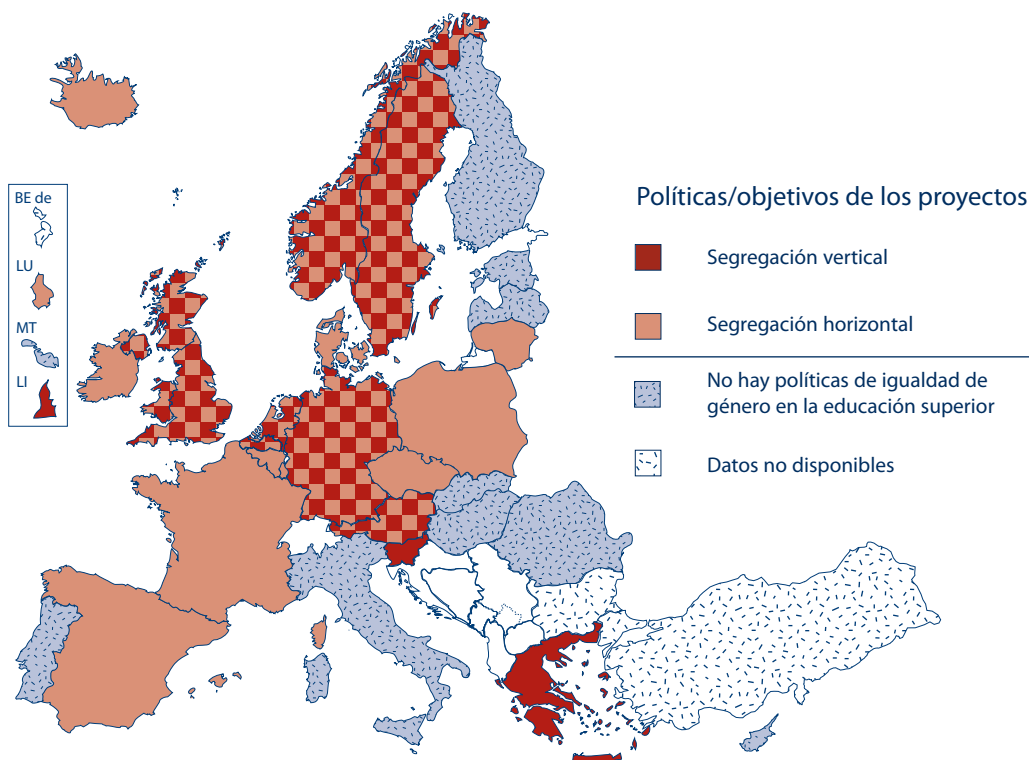 BE de
LU
MT
LI
Políticas/objetivos de los proyectos
Segregación vertical
Segregación horizontal
No hay políticas de igualdad de
género en la educación superior
Datos no disponibles